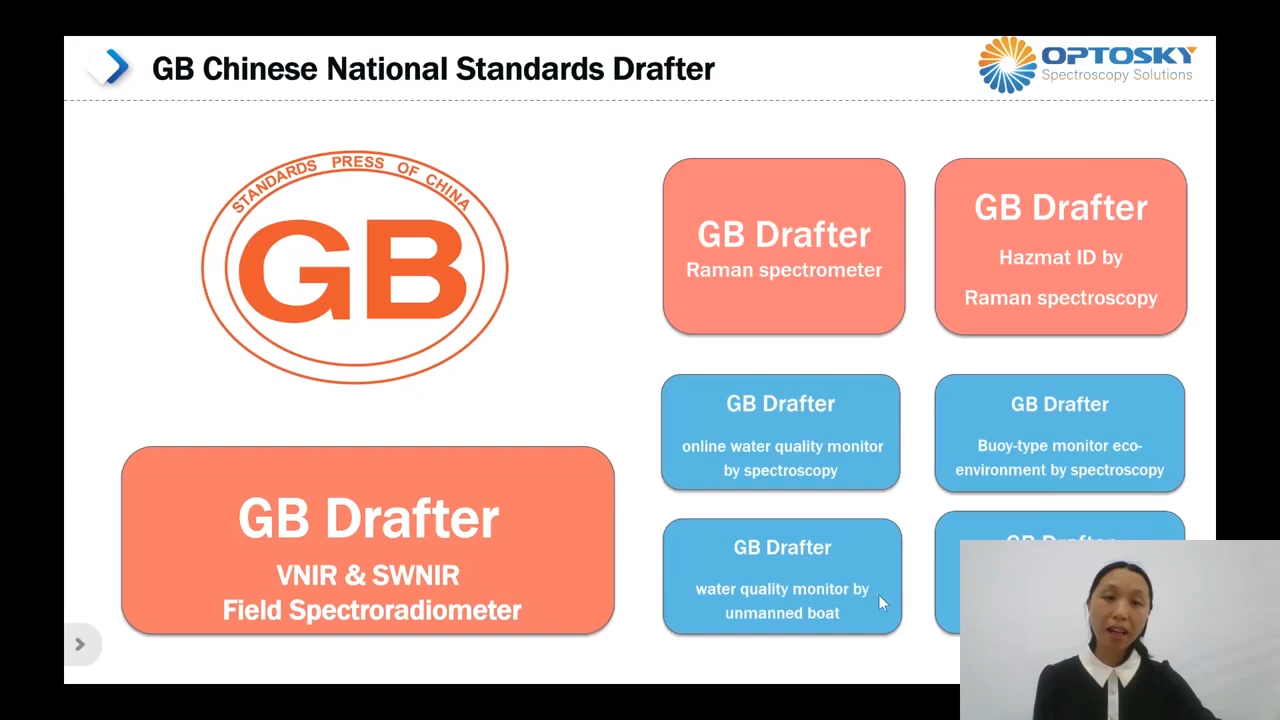 GB Chinese National Standards Drafter
OPTOSKY
Spectroscopy Solutions
STANDARDS PRESS OF CHINA
GB
GB Drafter
Raman spectrometer
GB Drafter
Hazmat ID by
Raman spectroscopy
GB Drafter
online water quality monitor
by spectroscopy
GB Drafter
Buoy-type monitor eco-
environment by spectroscopy
GB Drafter
VNIR & SWNIR
Field Spectroradiometer
GB Drafter
water quality monitor by
unmanned boat
GB Drafter